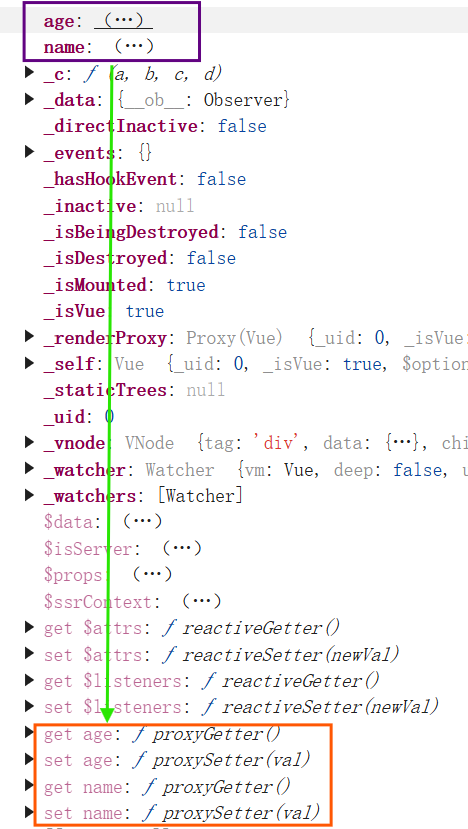 age: (…)
name: (…)
_c: ƒ (a, b, c, d)
_data: {__ob__: Observer}
_directInactive: false
_events: {}
_hasHookEvent: false
_inactive: null
_isBeingDestroyed: false
_isDestroyed: false
_isMounted: true
_isVue: true
_renderProxy: Proxy(Vue) {_uid: 0, _isVue:
_self: Vue {_uid: 0, _isVue: true, $option
_staticTrees: null
_uid: 0
_vnode: VNode {tag: 'div', data: {…}, chi
_watcher: Watcher {vm: Vue, deep: false, u
_watchers: [Watcher]
$data: (…)
$isServer: (…)
$props: (…)
$ssrContext: (…)
get $attrs: ƒ reactiveGetter()
set $attrs: ƒ reactiveSetter(newVal)
get $listeners: ƒ reactiveGetter()
set $listeners: ƒ reactiveSetter(newVal)
get age: ƒ proxyGetter()
set age: ƒ proxySetter(val)
get name: ƒ proxyGetter()
set name: ƒ proxySetter(val)